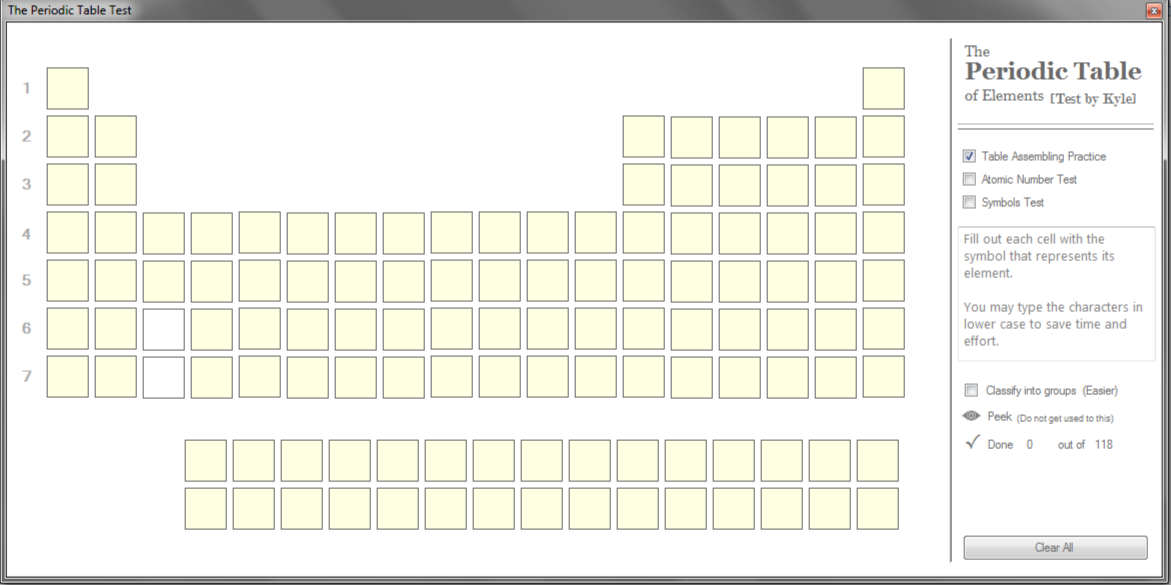 The Periodic Table Test
x
The
Periodic Table
of Elements [Test by Kyle]
1
2
3
4
5
6
7
Table Assembling Practice
Atomic Number Test
Symbols Test
Fill out each cell with the
symbol that represents its
element.
You may type the characters in
lower case to save time and
effort.
Classify into groups (Easier)
Peek (Do not get used to this)
Done 0 out of 118
Clear All